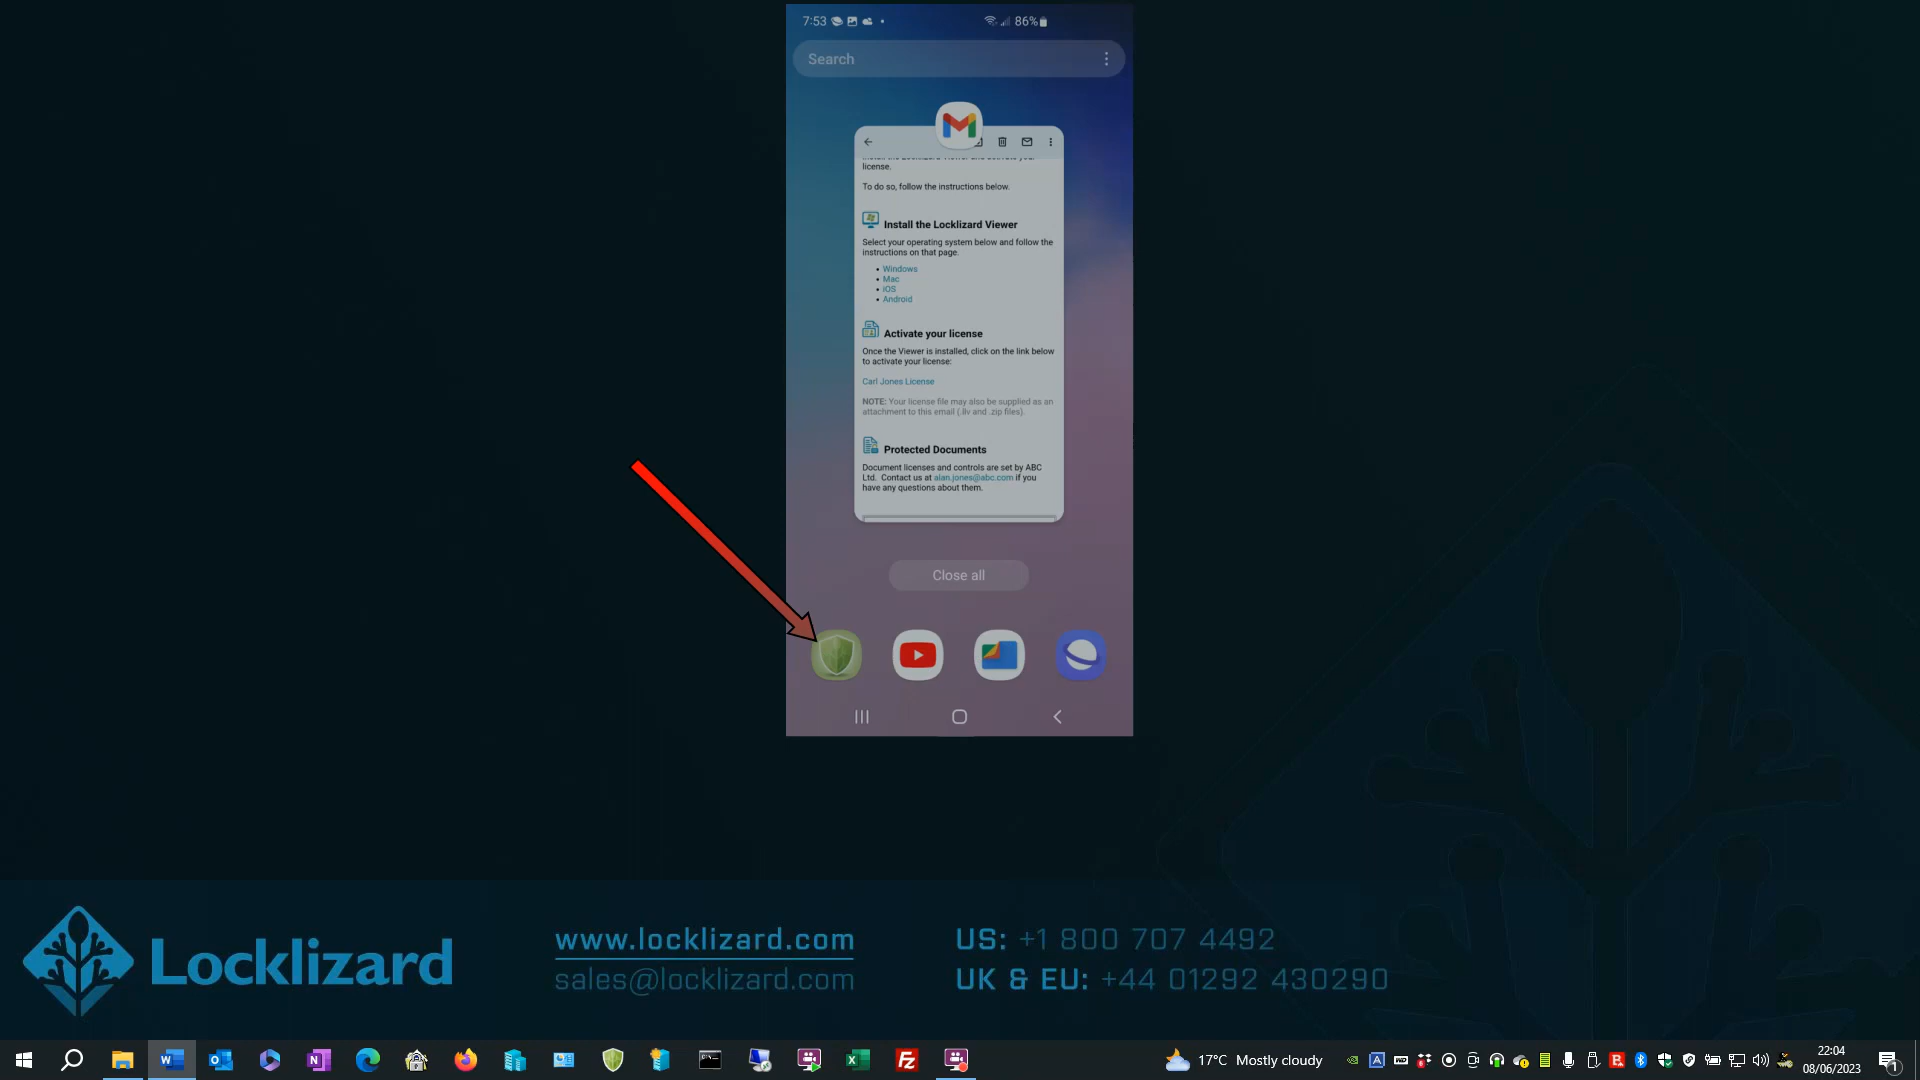 7:53
86%
Search
license.
To do so, follow the instructions below.
Install the Locklizard Viewer
Select your operating system below and follow the
instructions on that page.
• Windows
• Mac
• iOS
• Android
Activate your license
Once the Viewer is installed, click on the link below
to activate your license:
Carl Jones License
NOTE: Your license file may also be supplied as an
attachment to this email (.llv and .zip files).
Protected Documents
Document licenses and controls are set by ABC
Ltd. Contact us at alan.jones@abc.com if you
have any questions about them.
Close all
Locklizard
www.locklizard.com
sales@locklizard.com
US: +1 800 707 4492
UK & EU: +44 01292 430290
17°C Mostly cloudy
22:04
08/06/2023
1